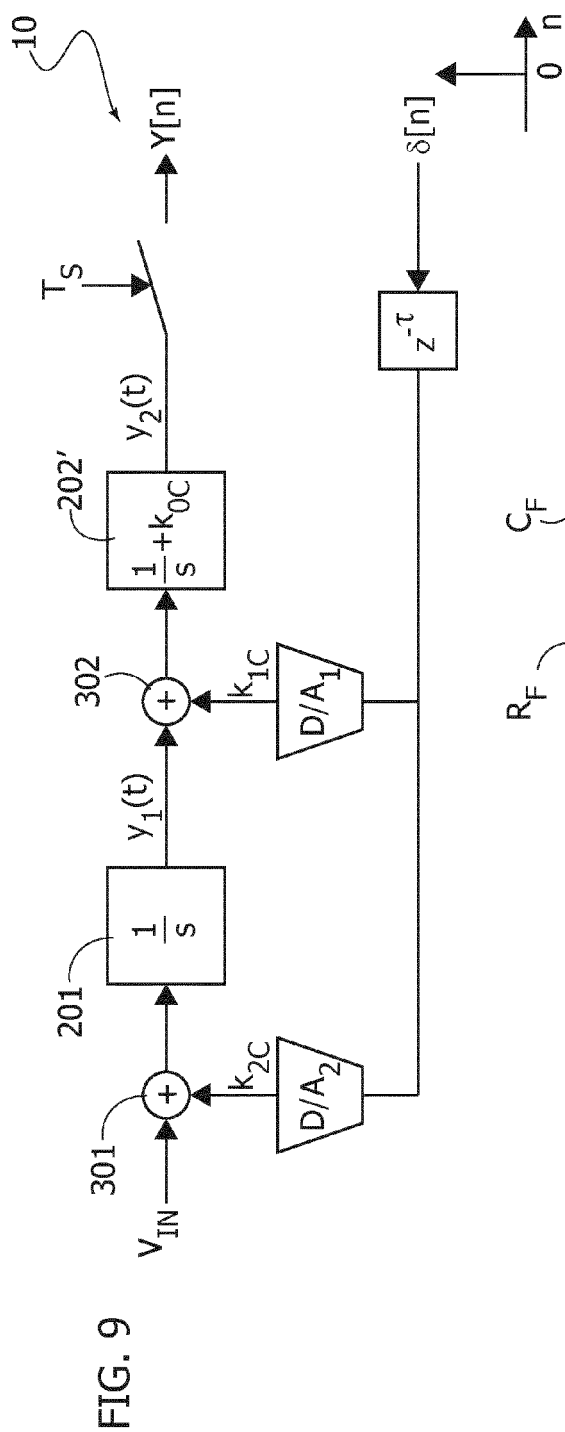 FIG. 9
10
V_IN
301
k_2C
D/A_2
201
1/s
y_1(t)
302
k_1C
D/A_1
202'
1/s + k_0C
y_2(t)
T_S
Y[n]
z^-τ
δ[n]
0
n
R_F
C_F